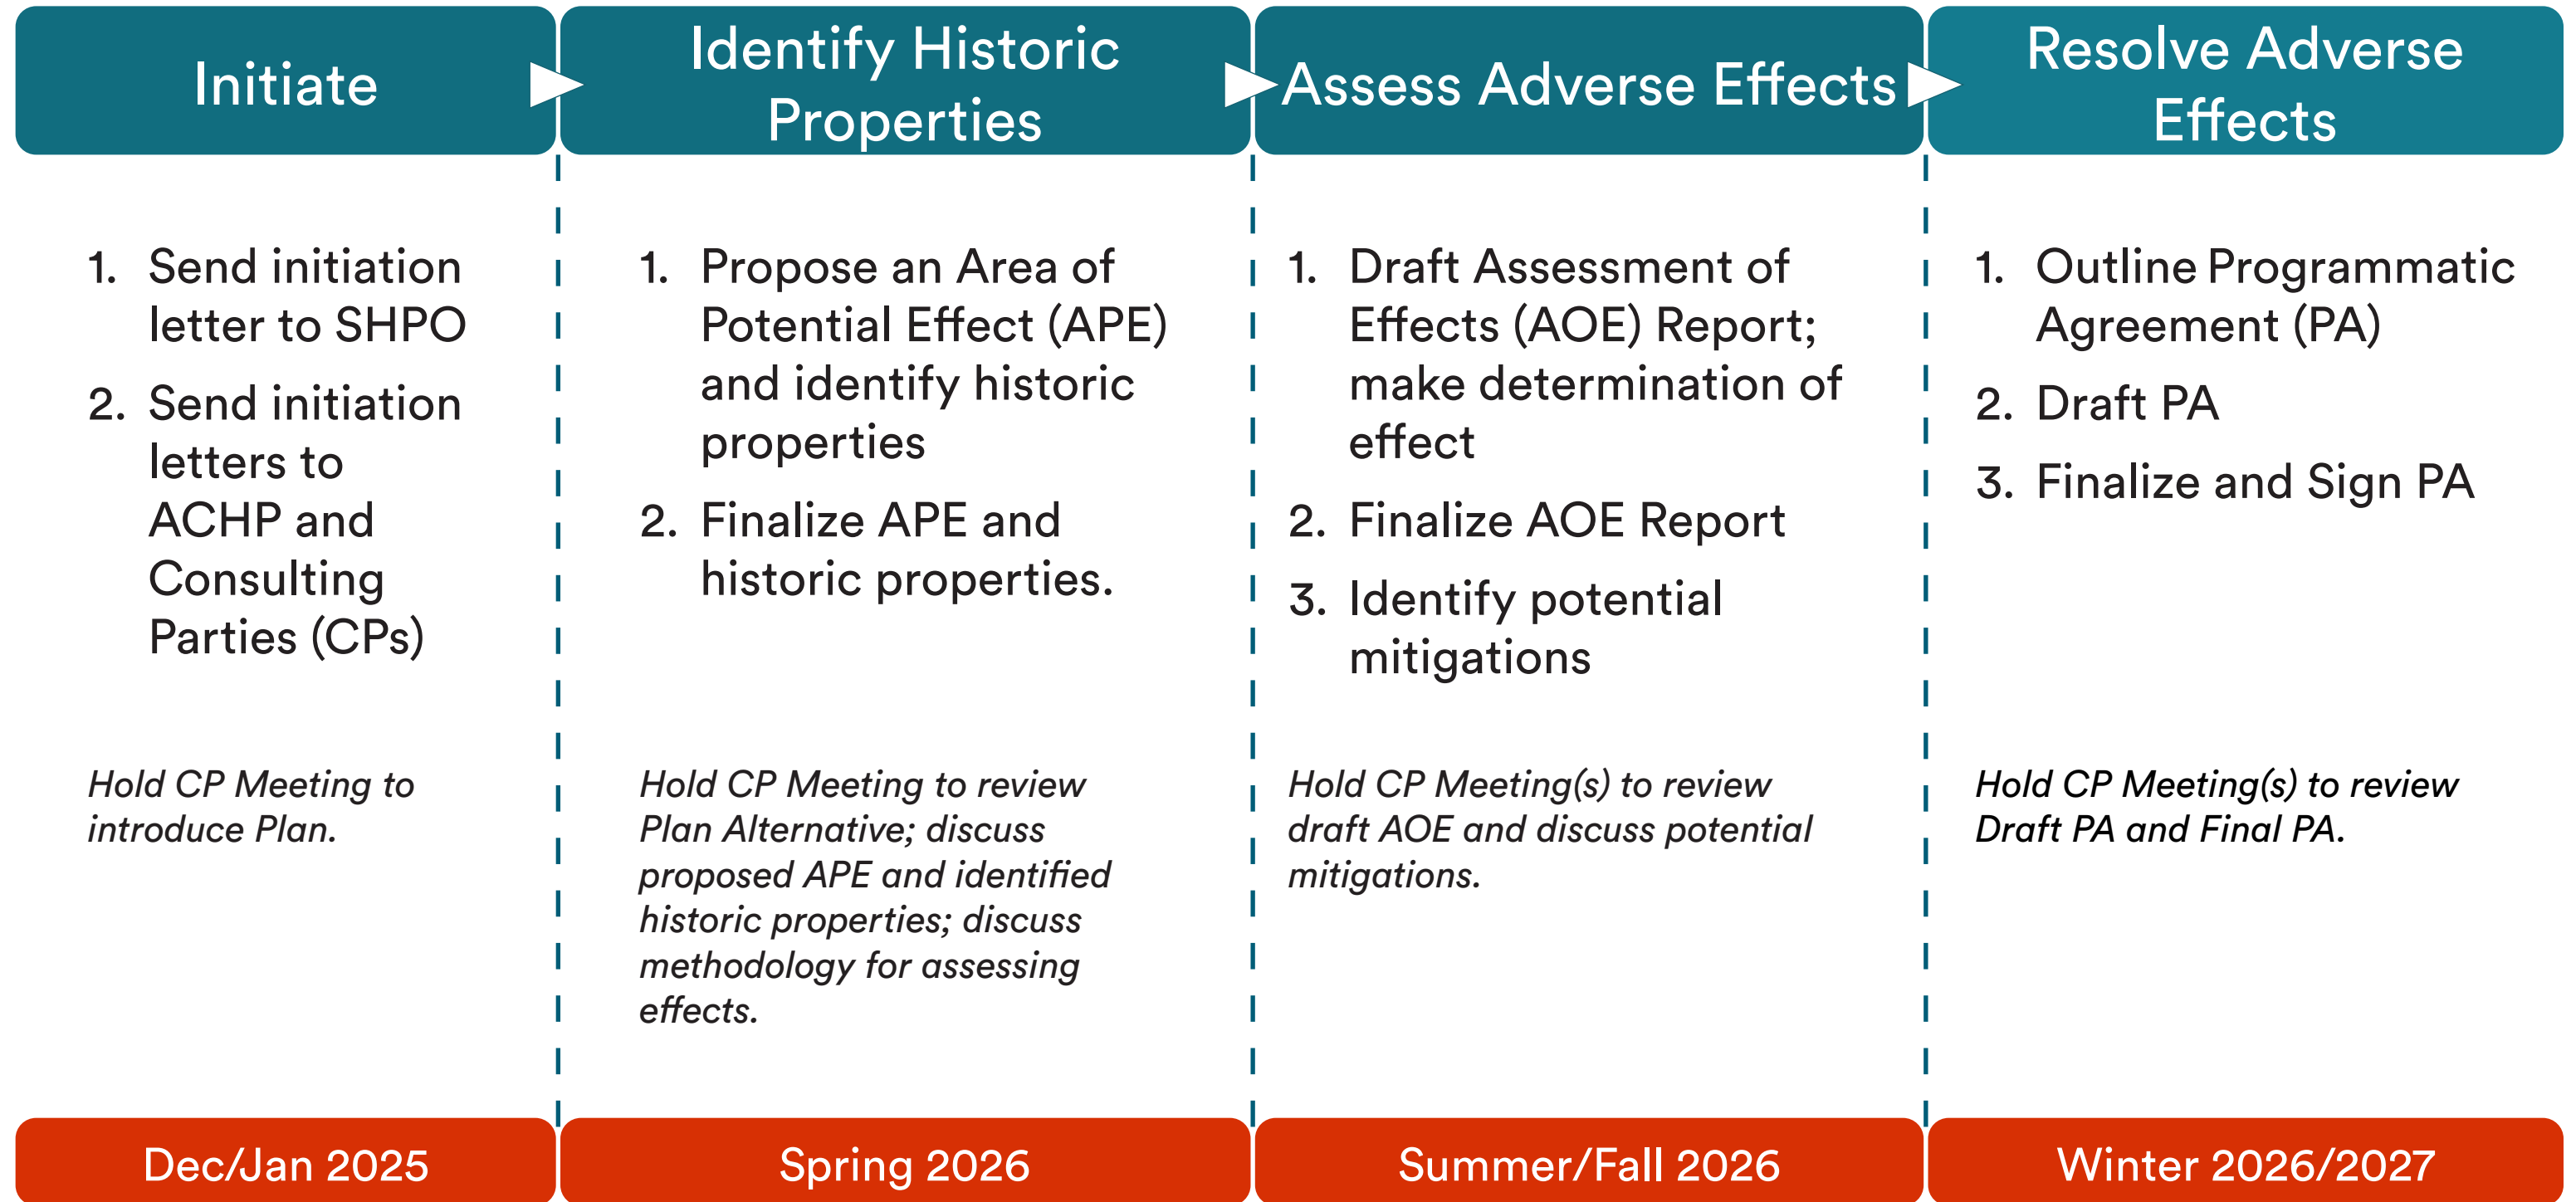 Initiate
Identify Historic
Properties
Assess Adverse Effects
Resolve Adverse
Effects
1. Send initiation
letter to SHPO
2. Send initiation
letters to
ACHP and
Consulting
Parties (CPs)
Hold CP Meeting to
introduce Plan.
1. Propose an Area of
Potential Effect (APE)
and identify historic
properties
2. Finalize APE and
historic properties.
Hold CP Meeting to review
Plan Alternative; discuss
proposed APE and identified
historic properties; discuss
methodology for assessing
effects.
1. Draft Assessment of
Effects (AOE) Report;
make determination of
effect
2. Finalize AOE Report
3. Identify potential
mitigations
Hold CP Meeting(s) to review
draft AOE and discuss potential
mitigations.
1. Outline Programmatic
Agreement (PA)
2. Draft PA
3. Finalize and Sign PA
Hold CP Meeting(s) to review
Draft PA and Final PA.
Dec/Jan 2025
Spring 2026
Summer/Fall 2026
Winter 2026/2027